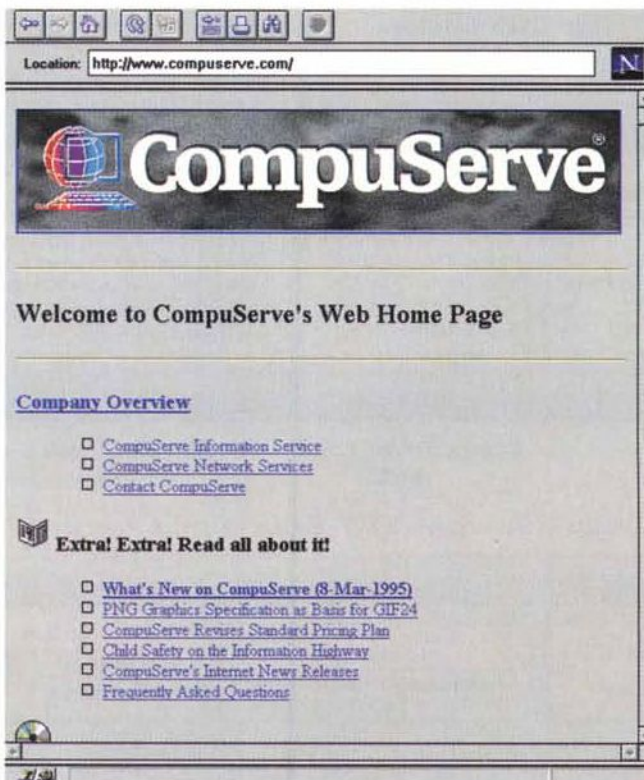 Location: http://www.compuserve.com/
N
CompuServe®
Welcome to CompuServe's Web Home Page
Company Overview
CompuServe Information Service
CompuServe Network Services
Contact CompuServe
Extra! Extra! Read all about it!
What's New on CompuServe (8-Mar-1995)
PNG Graphics Specification as Basis for GIF24
CompuServe Revises Standard Pricing Plan
Child Safety on the Information Highway
CompuServe's Internet News Releases
Frequently Asked Questions